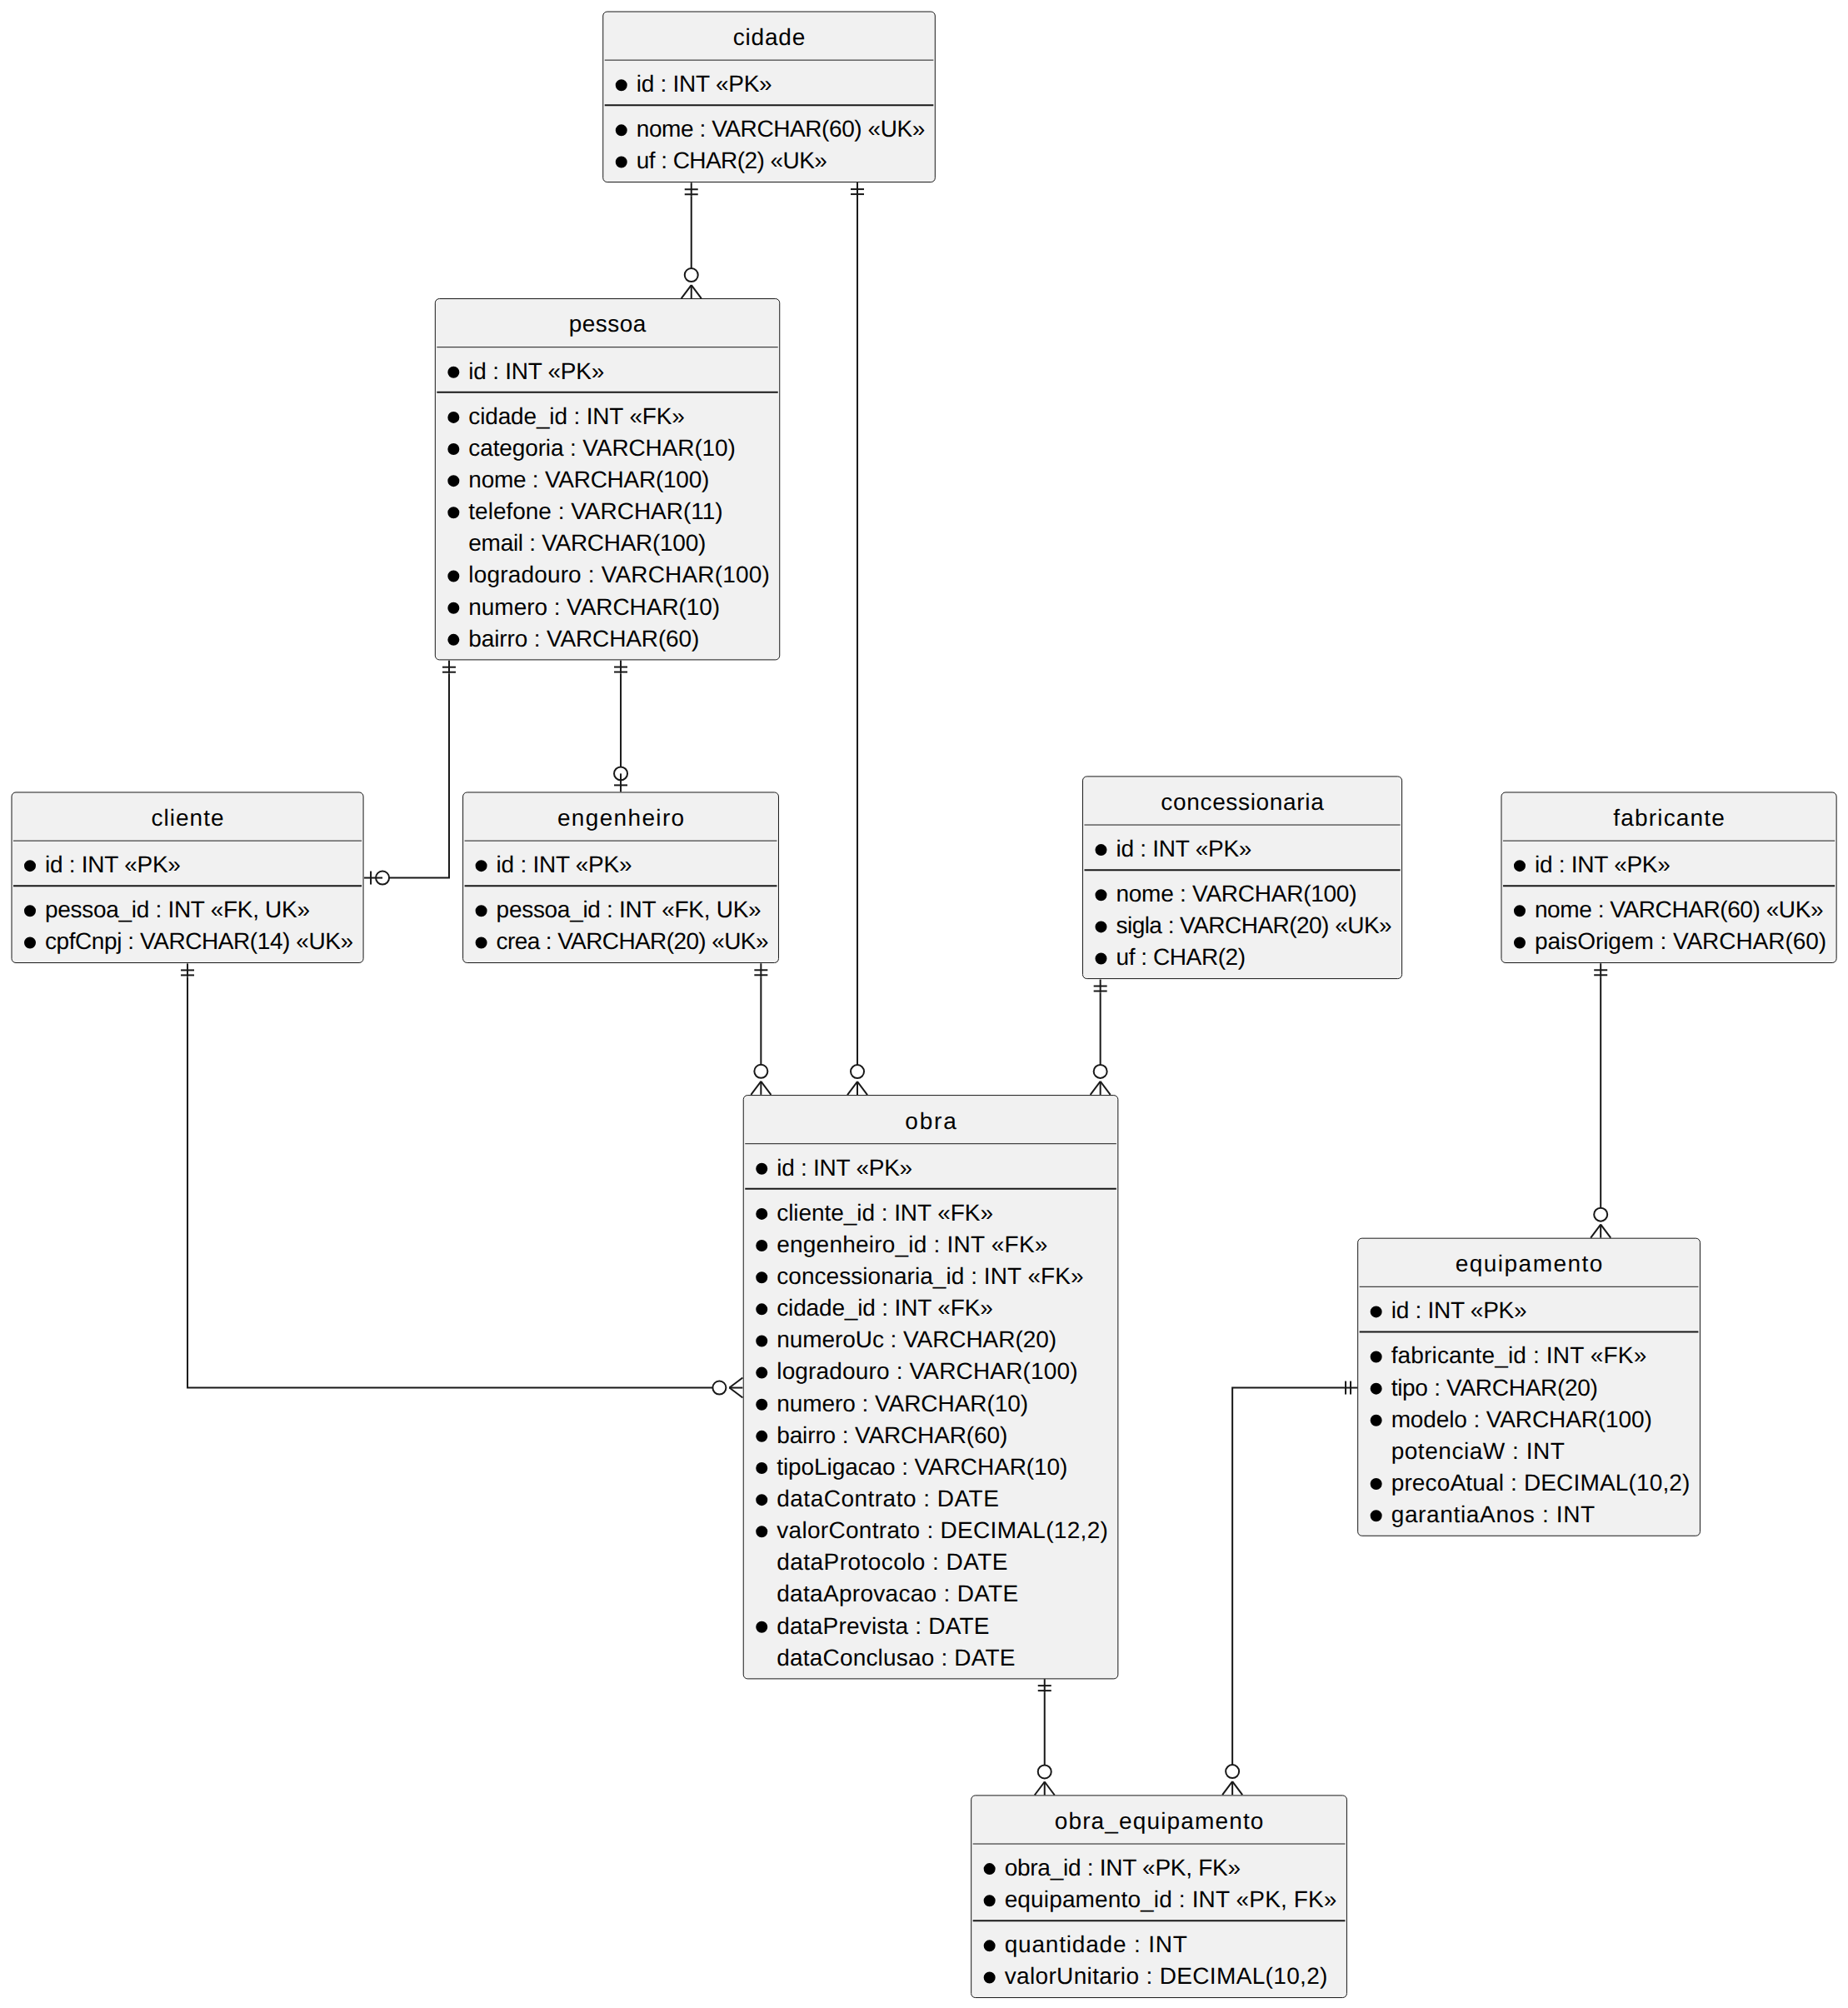 cidade
id : INT «PK»
nome : VARCHAR(60) «UK»
uf : CHAR(2) «UK»
pessoa
id : INT «PK»
cidade_id : INT «FK»
categoria : VARCHAR(10)
nome : VARCHAR(100)
telefone : VARCHAR(11)
email : VARCHAR(100)
logradouro : VARCHAR(100)
numero : VARCHAR(10)
bairro : VARCHAR(60)
cliente
id : INT «PK»
pessoa_id : INT «FK, UK»
cpfCnpj : VARCHAR(14) «UK»
engenheiro
id : INT «PK»
pessoa_id : INT «FK, UK»
crea : VARCHAR(20) «UK»
concessionaria
id : INT «PK»
nome : VARCHAR(100)
sigla : VARCHAR(20) «UK»
uf : CHAR(2)
fabricante
id : INT «PK»
nome : VARCHAR(60) «UK»
paisOrigem : VARCHAR(60)
obra
id : INT «PK»
cliente_id : INT «FK»
engenheiro_id : INT «FK»
concessionaria_id : INT «FK»
cidade_id : INT «FK»
numeroUc : VARCHAR(20)
logradouro : VARCHAR(100)
numero : VARCHAR(10)
bairro : VARCHAR(60)
tipoLigacao : VARCHAR(10)
dataContrato : DATE
valorContrato : DECIMAL(12,2)
dataProtocolo : DATE
dataAprovacao : DATE
dataPrevista : DATE
dataConclusao : DATE
equipamento
id : INT «PK»
fabricante_id : INT «FK»
tipo : VARCHAR(20)
modelo : VARCHAR(100)
potenciaW : INT
precoAtual : DECIMAL(10,2)
garantiaAnos : INT
obra_equipamento
obra_id : INT «PK, FK»
equipamento_id : INT «PK, FK»
quantidade : INT
valorUnitario : DECIMAL(10,2)